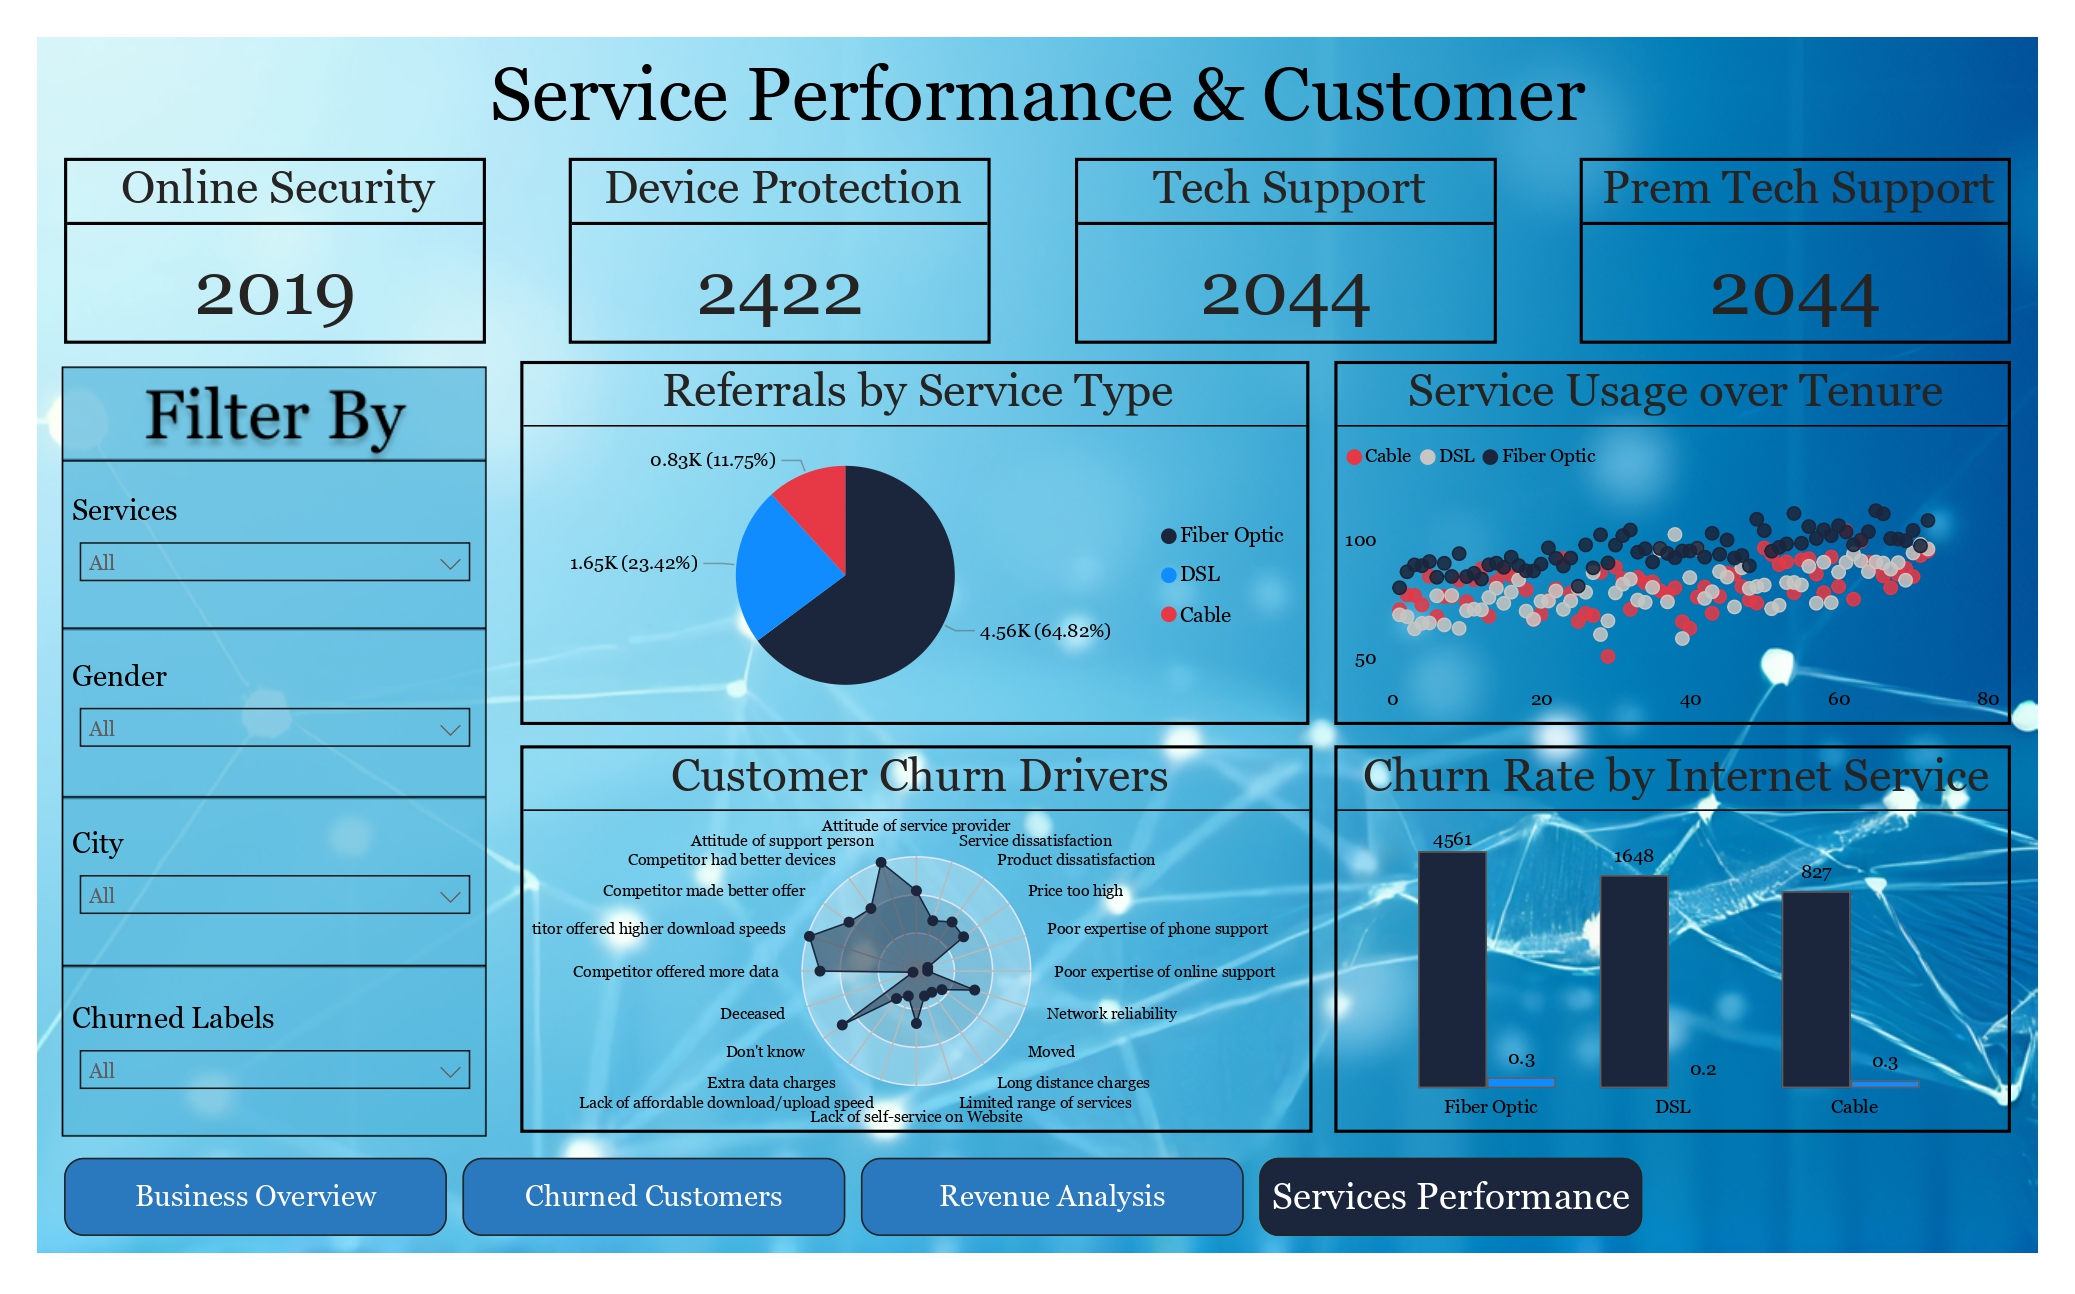 Service Performance & Customer
Online Security
2019
Device Protection
2422
Tech Support
2044
Prem Tech Support
2044
Filter By
Services
All
Gender
All
City
All
Churned Labels
All
Referrals by Service Type
0.83K (11.75%)
1.65K (23.42%)
4.56K (64.82%)
Fiber Optic
DSL
Cable
Service Usage over Tenure
Cable DSL Fiber Optic
100
50
0 20 40 60 80
Customer Churn Drivers
Attitude of service provider
Attitude of support person
Service dissatisfaction
Competitor had better devices
Product dissatisfaction
Competitor made better offer
Price too high
titor offered higher download speeds
Poor expertise of phone support
Competitor offered more data
Poor expertise of online support
Deceased
Network reliability
Don't know
Moved
Extra data charges
Long distance charges
Lack of affordable download/upload speed
Limited range of services
Lack of self-service on Website
Churn Rate by Internet Service
4561
1648
827
0.3
0.2
0.3
Fiber Optic
DSL
Cable
Business Overview
Churned Customers
Revenue Analysis
Services Performance